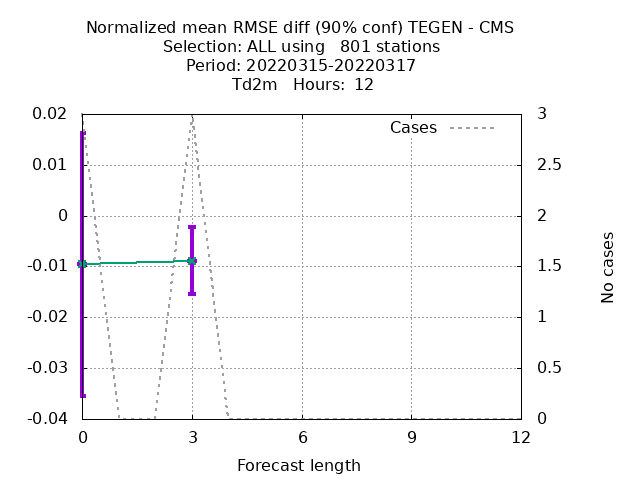 Normalized mean RMSE diff (90% conf) TEGEN - CMS
Selection: ALL using   801 stations
Period: 20220315-20220317
Td2m   Hours:  12
0.02
0.01
0
-0.01
-0.02
-0.03
-0.04
Cases
3
2.5
2
1.5
1
0.5
0
No cases
0
3
6
9
12
Forecast length